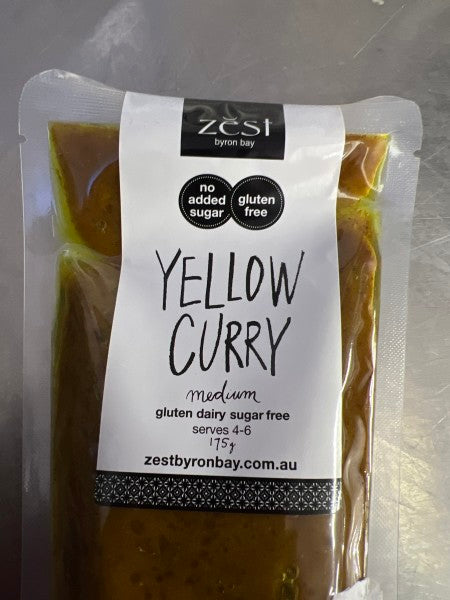 zest
byron bay
no added sugar
gluten free
YELLOW
CURRY
medium
gluten dairy sugar free
serves 4-6
175g
zestbyronbay.com.au